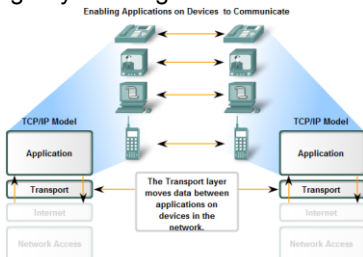 Enabling Applications on Devices to Communicate
TCP/IP Model
TCP/IP Model
Application
Application
Transport
The Transport layer
moves data between
applications on
devices in the
network.
Transport
Internet
Internet
Network Access
Network Access